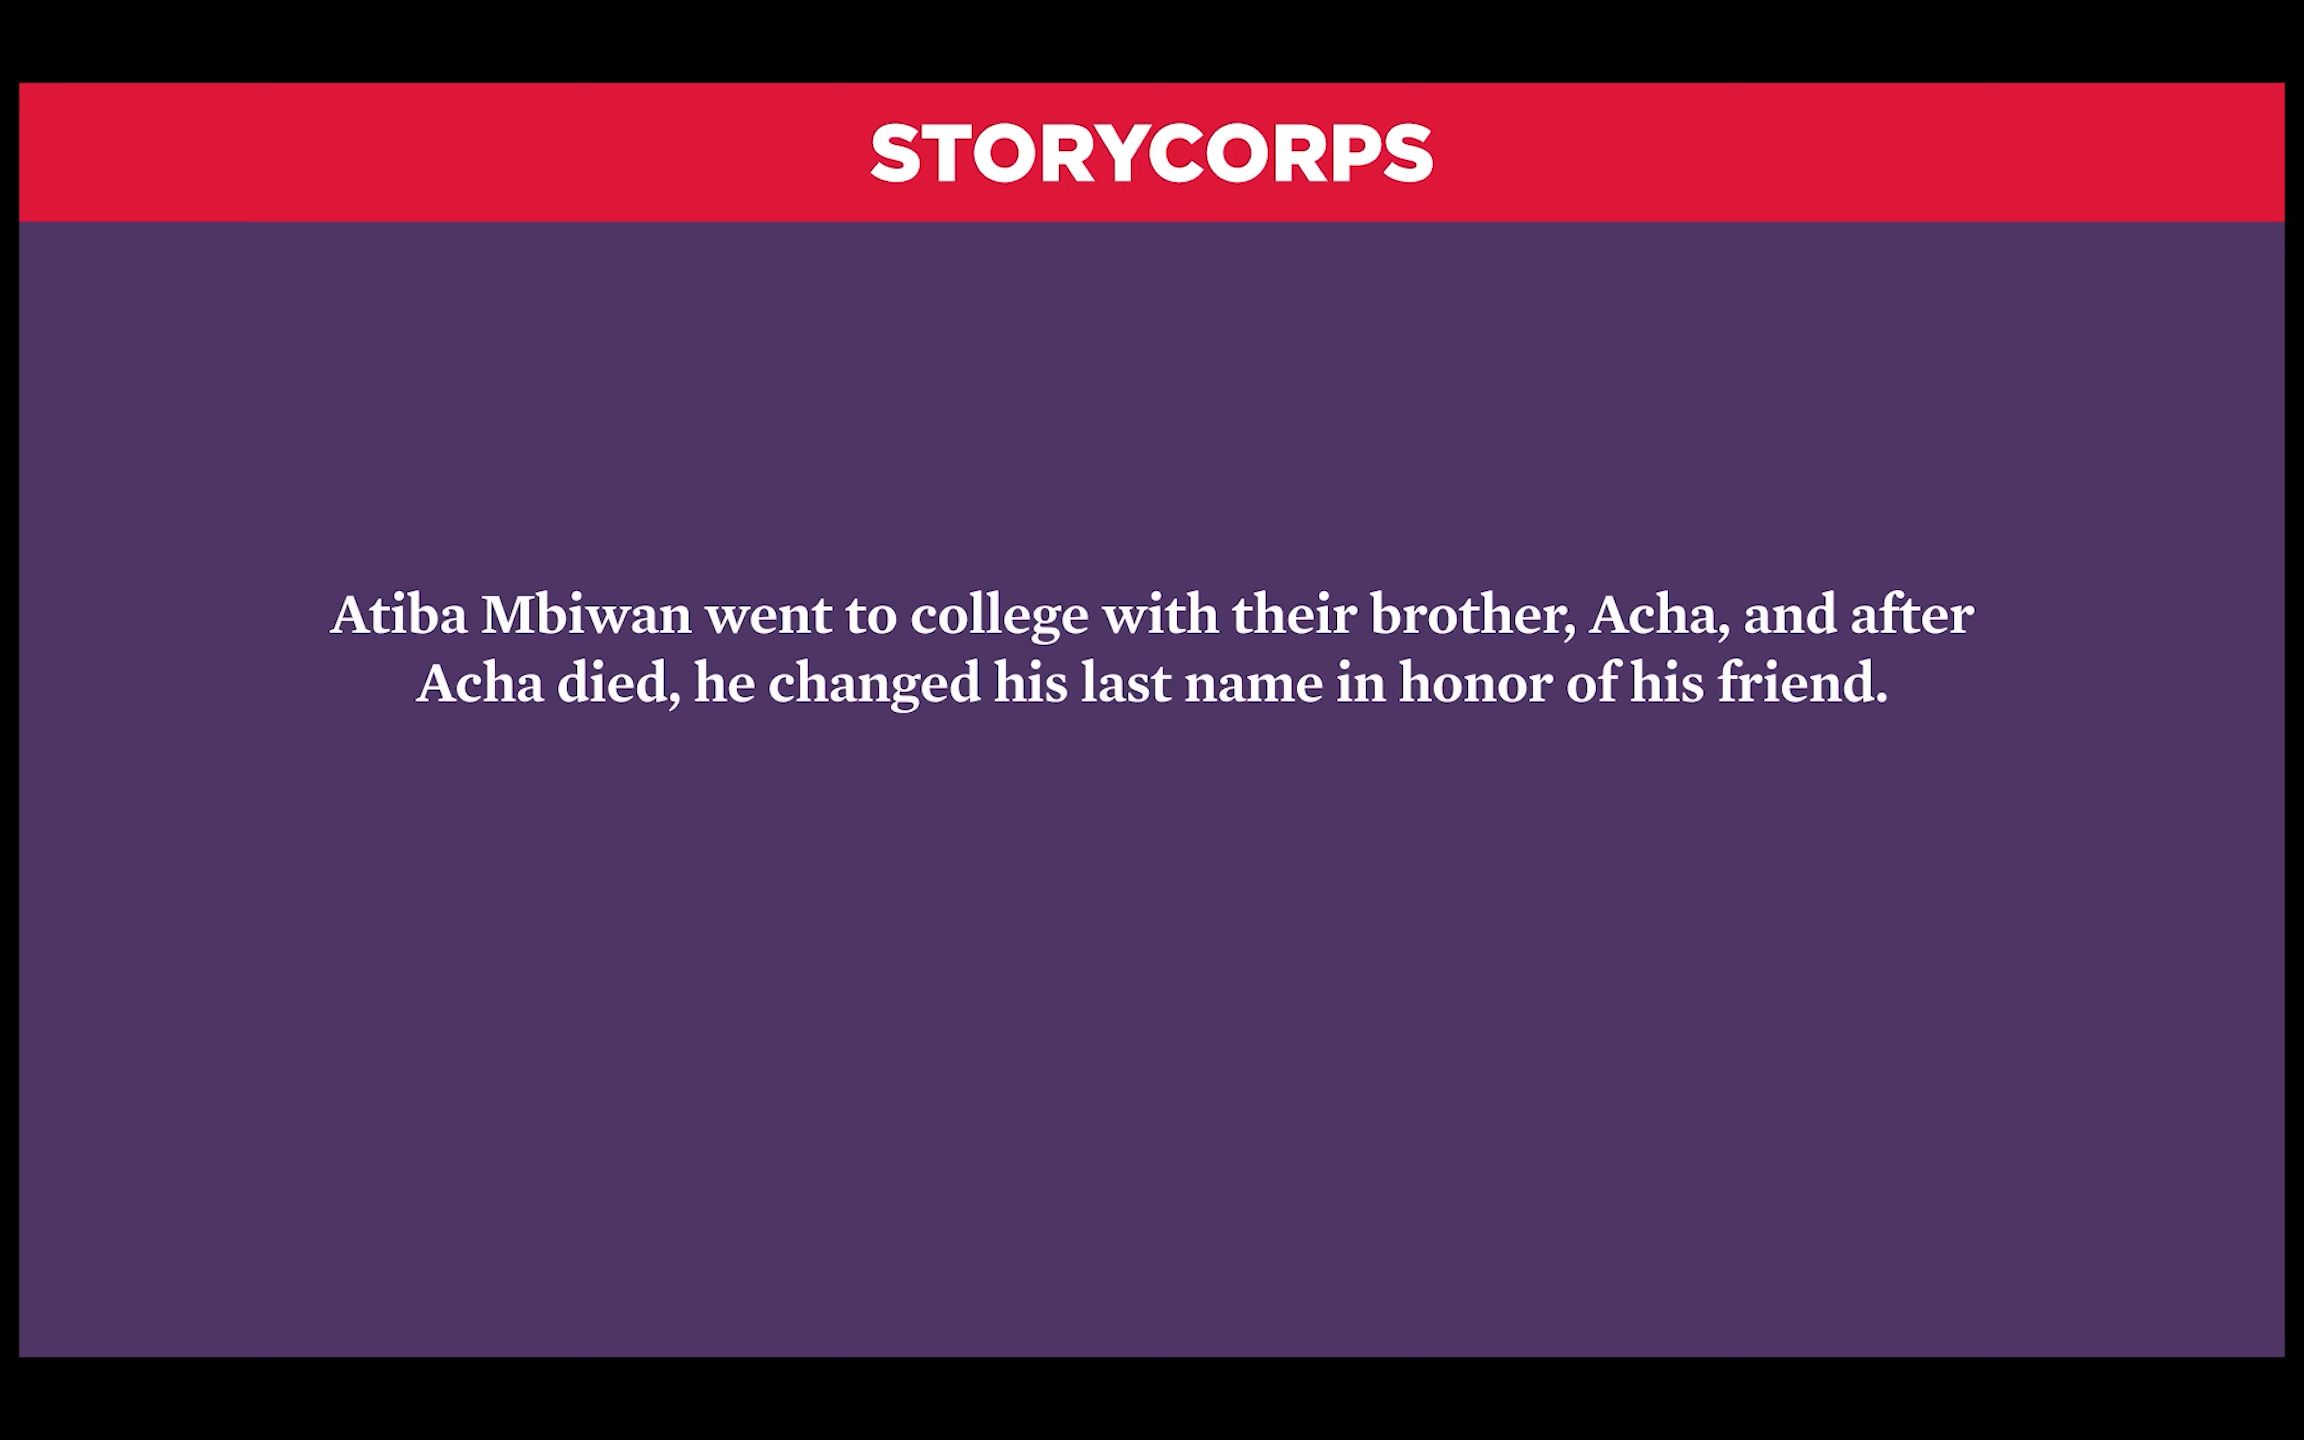 STORYCORPS
Atiba Mbiwan went to college with their brother, Acha, and after
Acha died, he changed his last name in honor of his friend.